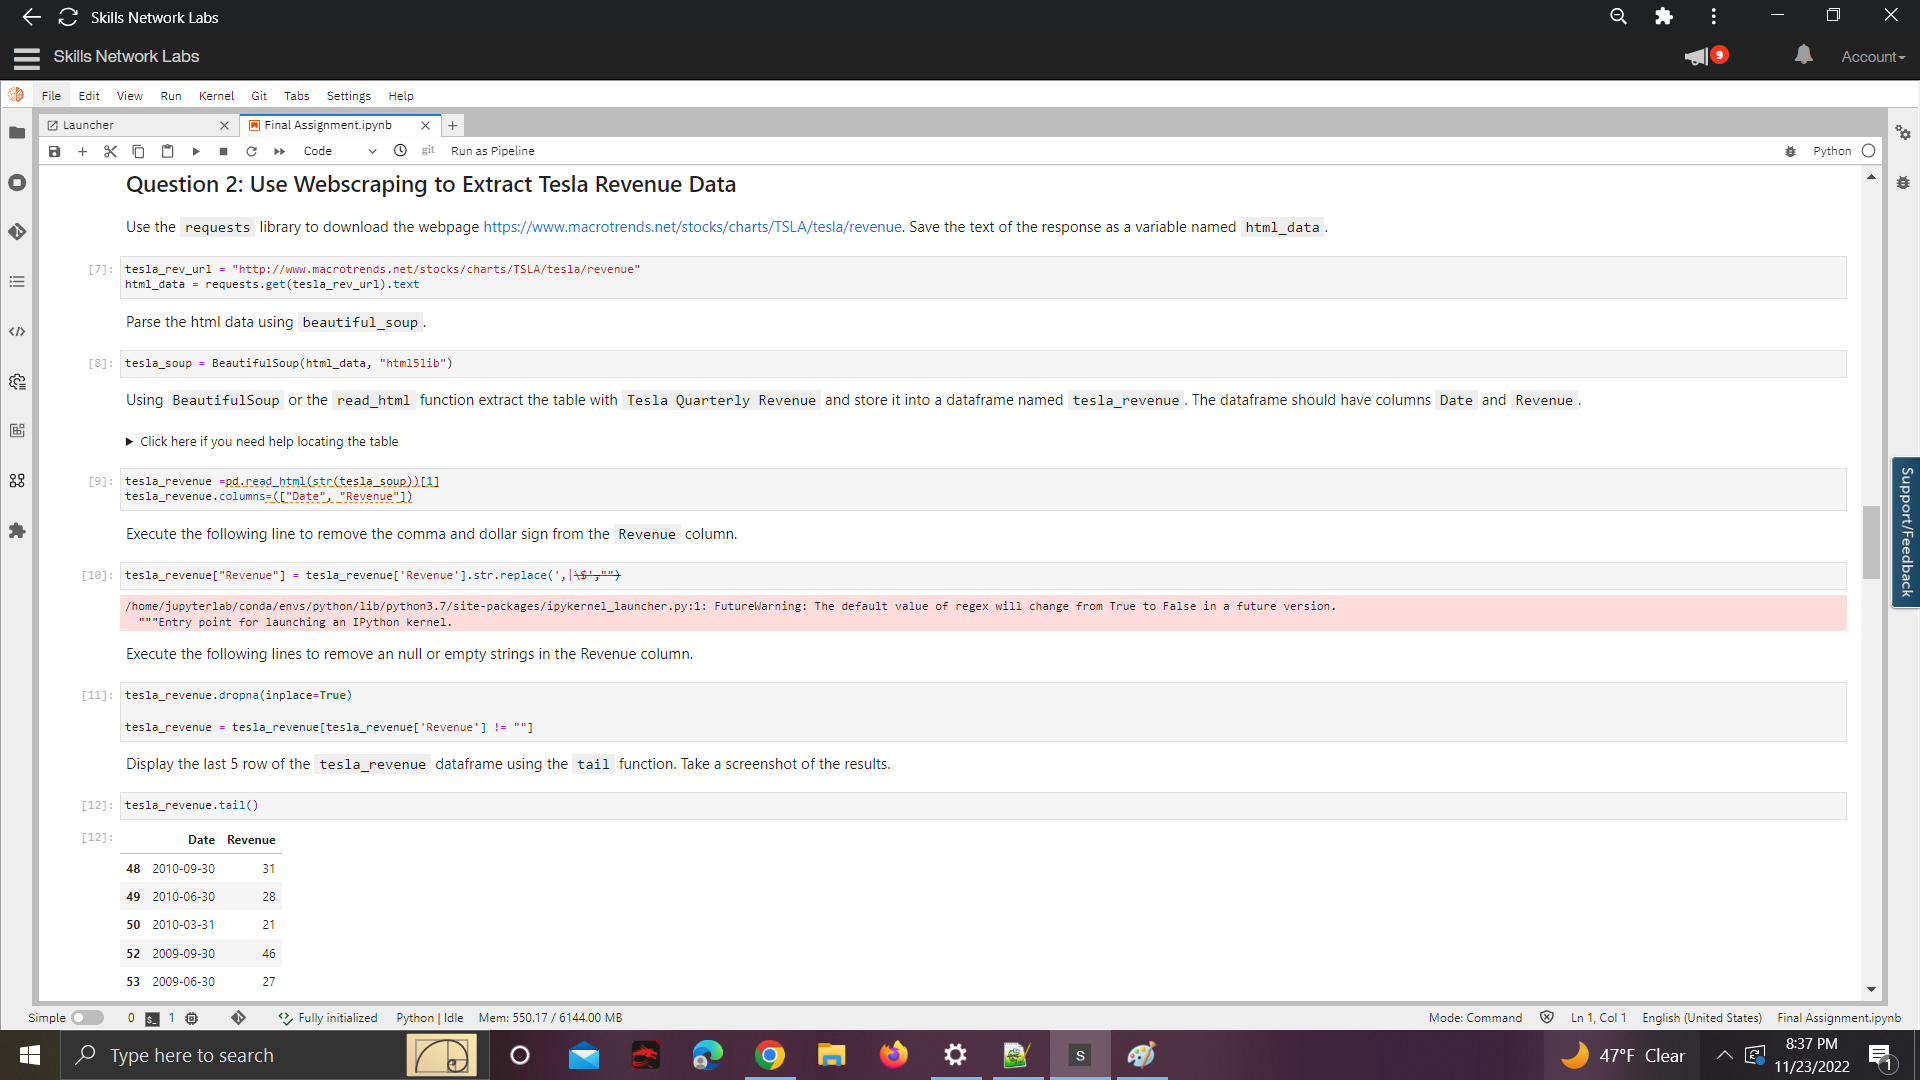 Skills Network Labs
Skills Network Labs
9
Account
File Edit View Run Kernel Git Tabs Settings Help
Launcher
Final Assignment.ipynb
Code
git
Run as Pipeline
Python
Question 2: Use Webscraping to Extract Tesla Revenue Data
Use the requests library to download the webpage https://www.macrotrends.net/stocks/charts/TSLA/tesla/revenue. Save the text of the response as a variable named html_data.
[7]: tesla_rev_url = "http://www.macrotrends.net/stocks/charts/TSLA/tesla/revenue"
html_data = requests.get(tesla_rev_url).text
Parse the html data using beautiful_soup.
[8]: tesla_soup = BeautifulSoup(html_data, "html5lib")
Using BeautifulSoup or the read_html function extract the table with Tesla Quarterly Revenue and store it into a dataframe named tesla_revenue. The dataframe should have columns Date and Revenue.
Click here if you need help locating the table
[9]: tesla_revenue =pd.read_html(str(tesla_soup))[1]
tesla_revenue.columns=(["Date", "Revenue"])
Execute the following line to remove the comma and dollar sign from the Revenue column.
[10]: tesla_revenue["Revenue"] = tesla_revenue['Revenue'].str.replace(',|\$',"")
/home/jupyterlab/conda/envs/python/lib/python3.7/site-packages/ipykernel_launcher.py:1: FutureWarning: The default value of regex will change from True to False in a future version.
"""Entry point for launching an IPython kernel.
Execute the following lines to remove an null or empty strings in the Revenue column.
[11]: tesla_revenue.dropna(inplace=True)
tesla_revenue = tesla_revenue[tesla_revenue['Revenue'] != ""]
Display the last 5 row of the tesla_revenue dataframe using the tail function. Take a screenshot of the results.
[12]: tesla_revenue.tail()
[12]:
Date Revenue
48 2010-09-30 31
49 2010-06-30 28
50 2010-03-31 21
52 2009-09-30 46
53 2009-06-30 27
Support/Feedback
Simple 0 $_ 1 Fully initialized Python | Idle Mem: 550.17 / 6144.00 MB Mode: Command Ln 1, Col 1 English (United States) Final Assignment.ipynb
Type here to search
S
47°F Clear
8:37 PM
11/23/2022
1